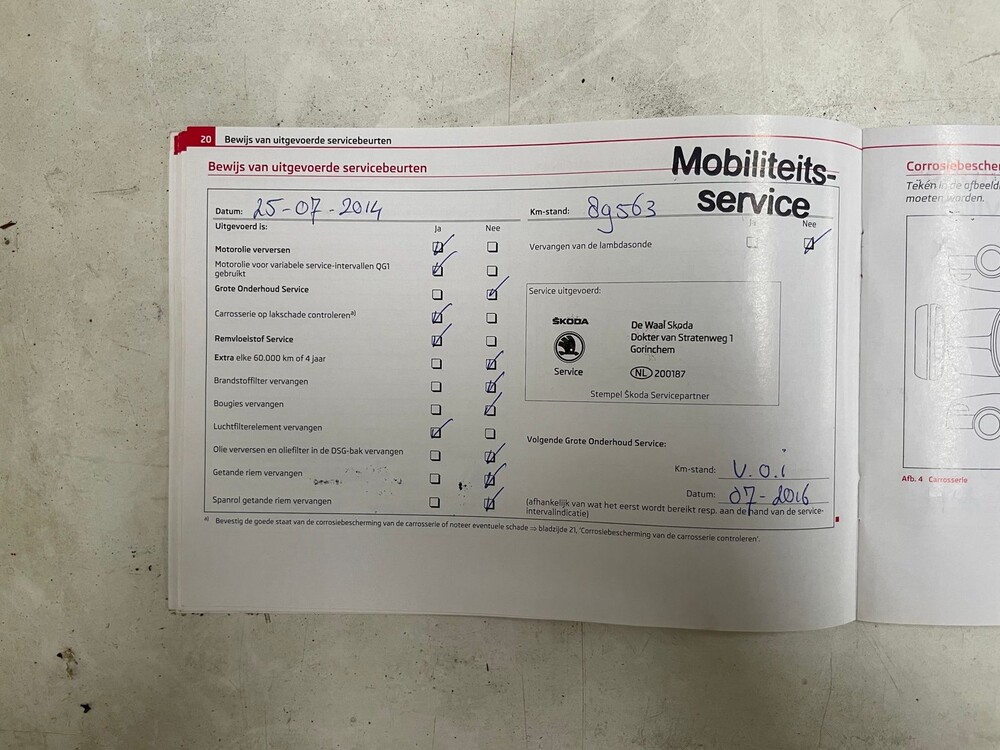 20 Bewijs van uitgevoerde servicebeurten
Bewijs van uitgevoerde servicebeurten
Mobiliteits-
service
Datum: 25-07-2014
Km-stand: 89563
Uitgevoerd is:
Ja Nee
Ja Nee
Motorolie verversen
Motorolie voor variabele service-intervallen QG1
gebruikt
Grote Onderhoud Service
Carrosserie op lakschade controleren a)
Remvloeistof Service
Extra elke 60.000 km of 4 jaar
Brandstoffilter vervangen
Bougies vervangen
Luchtfilterelement vervangen
Olie verversen en oliefilter in de DSG-bak vervangen
Getande riem vervangen
Spanrol getande riem vervangen
Vervangen van de lambdasonde
Service uitgevoerd:
ŠKODA
Service
De Waal Skoda
Dokter van Stratenweg 1
Gorinchem
NL 200187
Stempel Škoda Servicepartner
Volgende Grote Onderhoud Service:
Km-stand: V.O.i
Datum: 07-2016
(afhankelijk van wat het eerst wordt bereikt resp. aan de hand van de service-
intervalindicatie)
a) Bevestig de goede staat van de corrosiebescherming van de carrosserie of noteer eventuele schade ⇒ bladzijde 21, 'Corrosiebescherming van de carrosserie controleren'.
Corrosiebescher
Teken in de afbeeld
moeten worden.
Afb. 4 Carrosserie